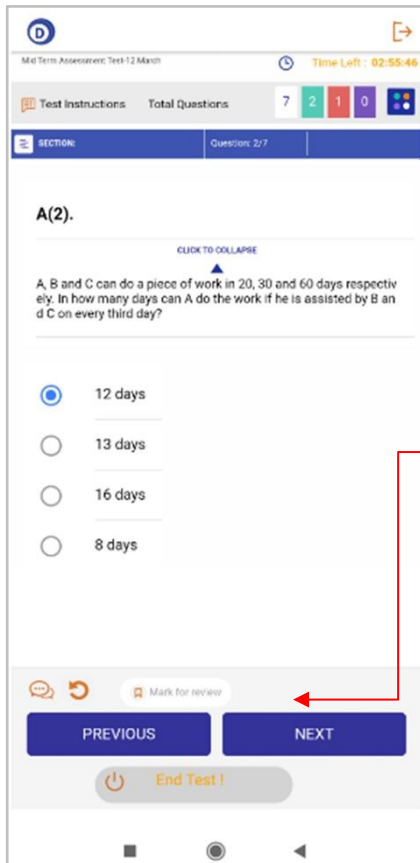 D
Mid Term Assessment Test-12 March
Time Left : 02:55:46
Test Instructions Total Questions 7 2 1 0
SECTION: Question: 2/7
A(2).
CLICK TO COLLAPSE
A, B and C can do a piece of work in 20, 30 and 60 days respectiv
ely. In how many days can A do the work if he is assisted by B an
d C on every third day?
12 days
13 days
16 days
8 days
Mark for review
PREVIOUS NEXT
End Test !